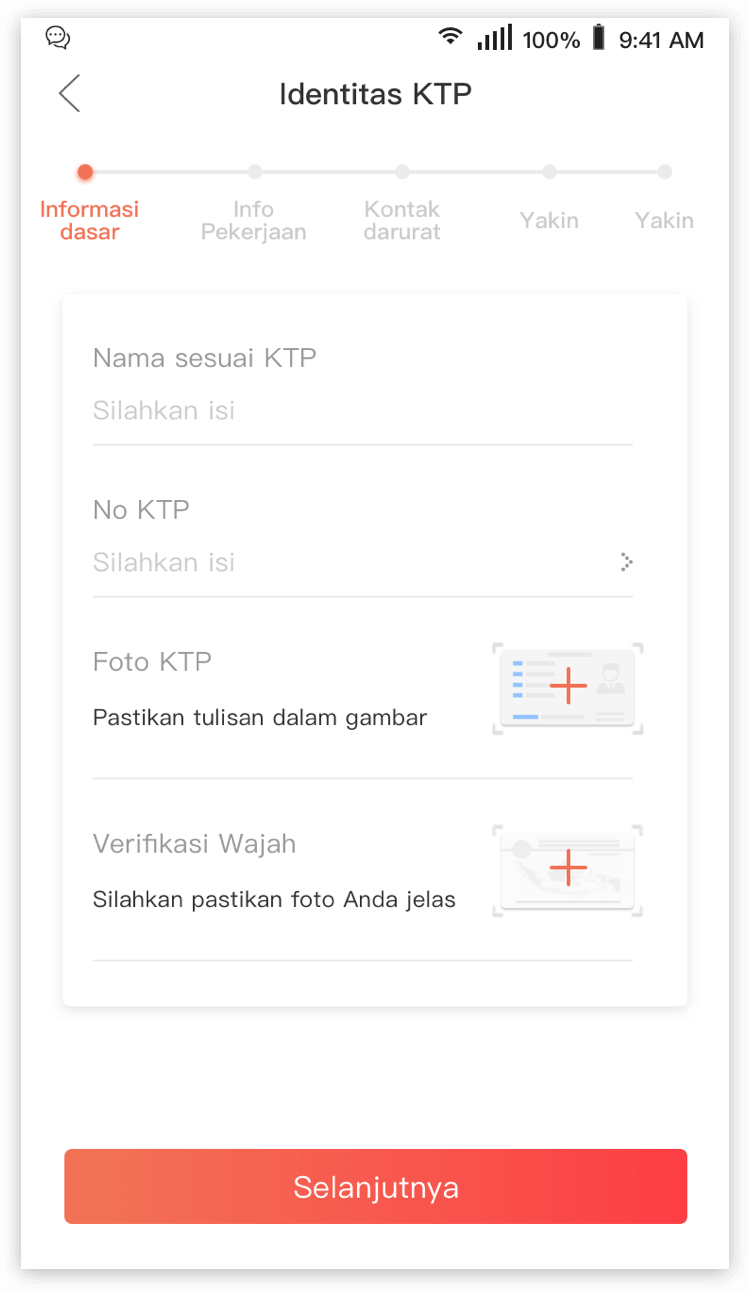 100% 9:41 AM
Identitas KTP
Informasi
dasar
Info
Pekerjaan
Kontak
darurat
Yakin
Yakin
Nama sesuai KTP
Silahkan isi
No KTP
Silahkan isi
Foto KTP
Pastikan tulisan dalam gambar
Verifikasi Wajah
Silahkan pastikan foto Anda jelas
Selanjutnya